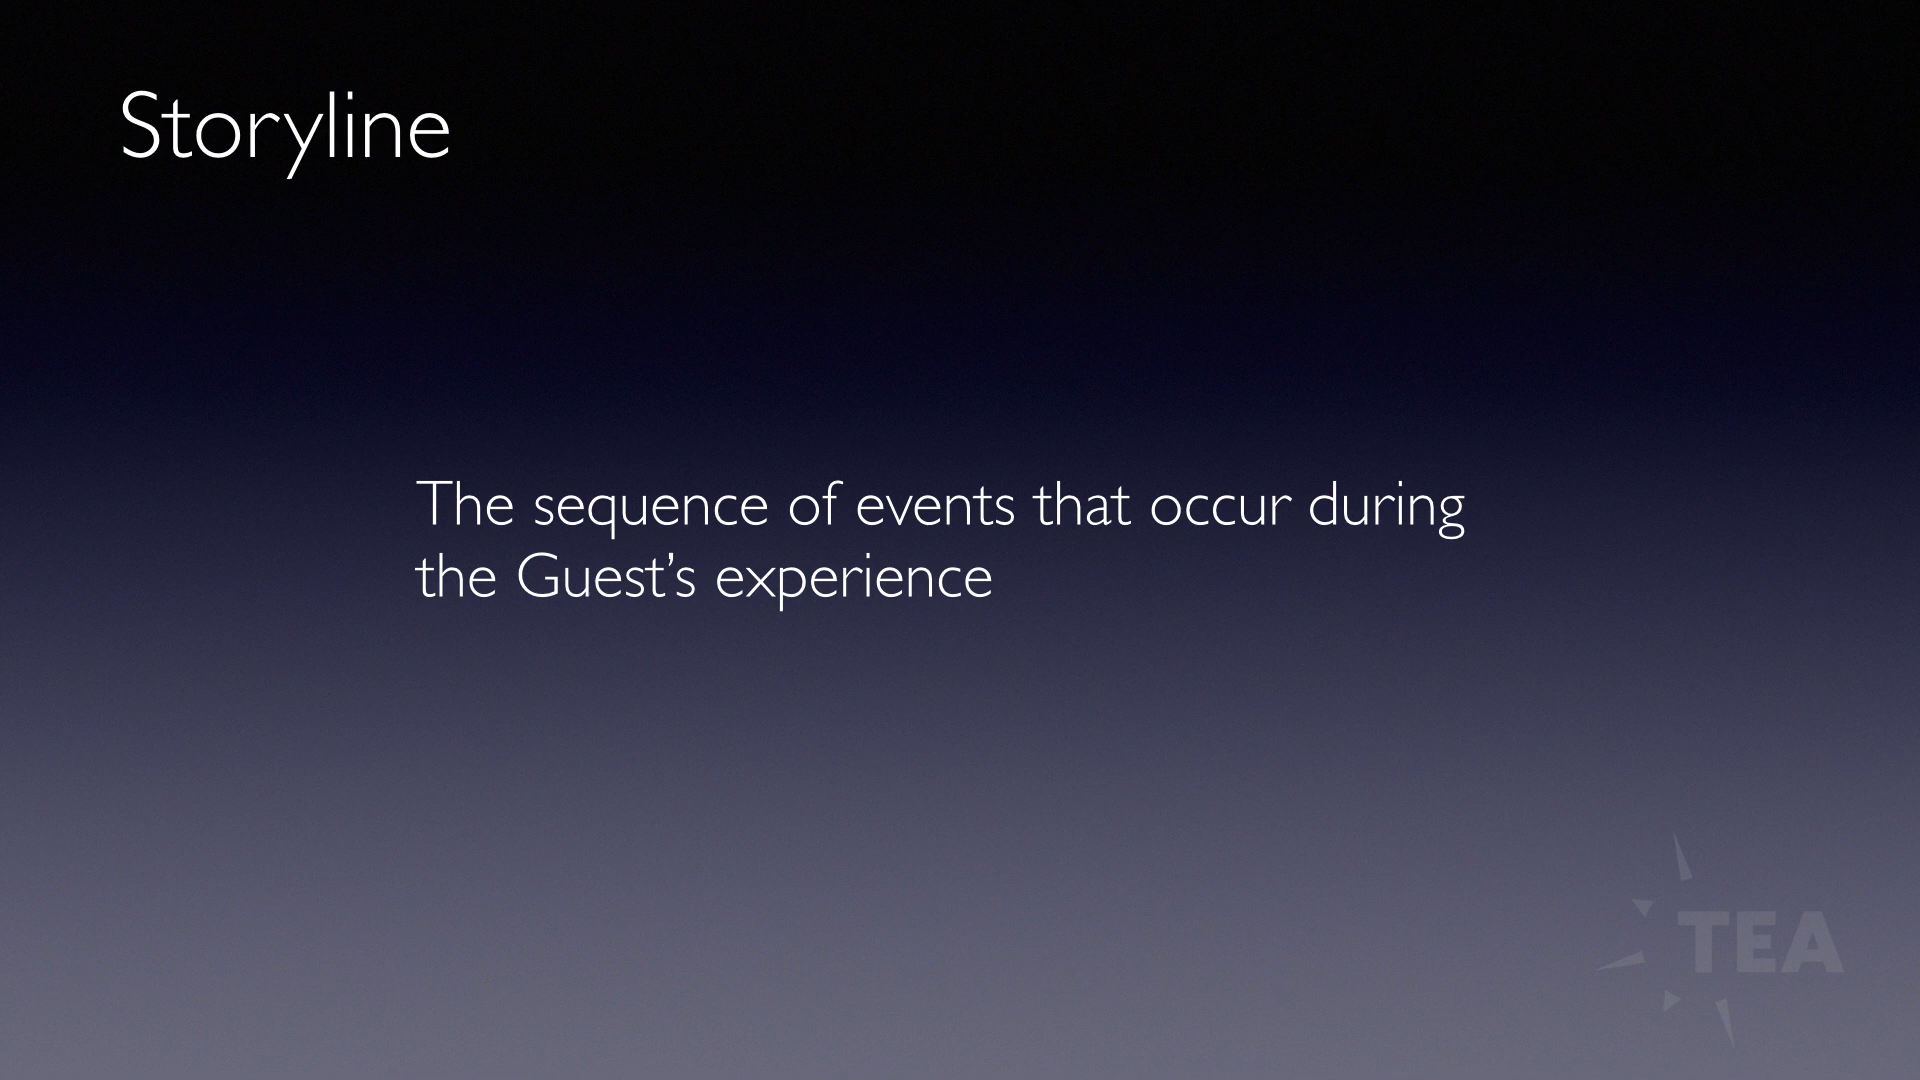 Storyline
The sequence of events that occur during
the Guest’s experience
TEA